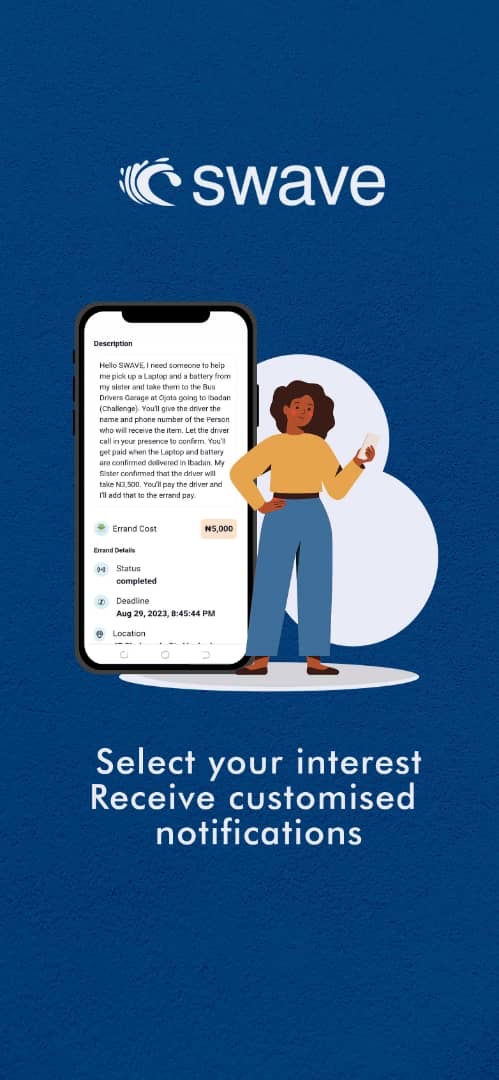 swave
Description
Hello SWAVE, I need someone to help
me pick up a Laptop and a battery from
my sister and take them to the Bus
Drivers Garage at Ojota going to Ibadan
(Challenge). You'll give the driver the
name and phone number of the Person
who will receive the item. Let the driver
call in your presence to confirm. You'll
get paid when the Laptop and battery
are confirmed delivered in Ibadan. My
Sister confirmed that the driver will
take N3,500. You'll pay the driver and
I'll add that to the errand pay.
Errand Cost ₦5,000
Errand Details
Status
completed
Deadline
Aug 29, 2023, 8:45:44 PM
Location
Select your interest
Receive customised
notifications